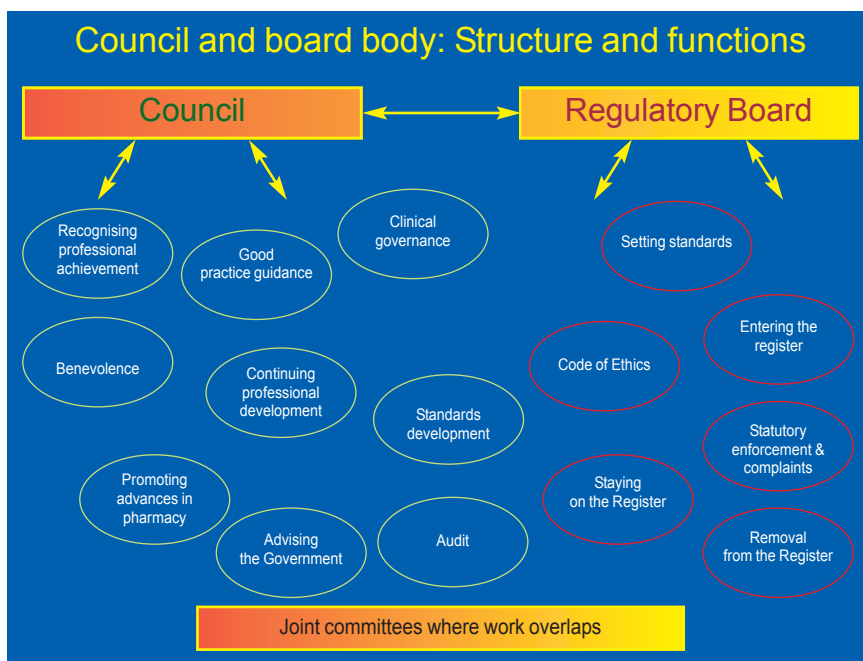 Council and board body: Structure and functions
Council
Regulatory Board
Recognising
professional
achievement
Good
practice guidance
Clinical
governance
Setting standards
Benevolence
Continuing
professional
development
Standards
development
Code of Ethics
Entering the
register
Promoting
advances in
pharmacy
Advising
the Government
Audit
Staying
on the Register
Statutory
enforcement &
complaints
Removal
from the Register
Joint committees where work overlaps